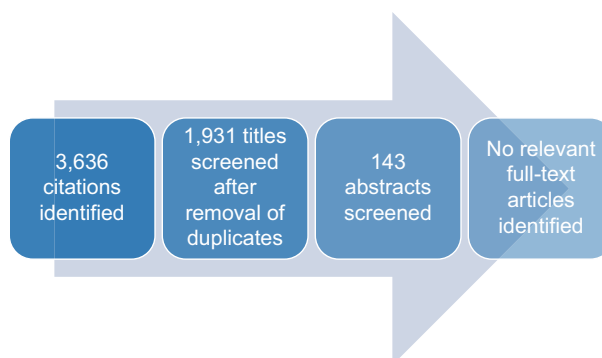 3,636
citations
identified
1,931 titles
screened
after
removal of
duplicates
143
abstracts
screened
No relevant
full-text
articles
identified